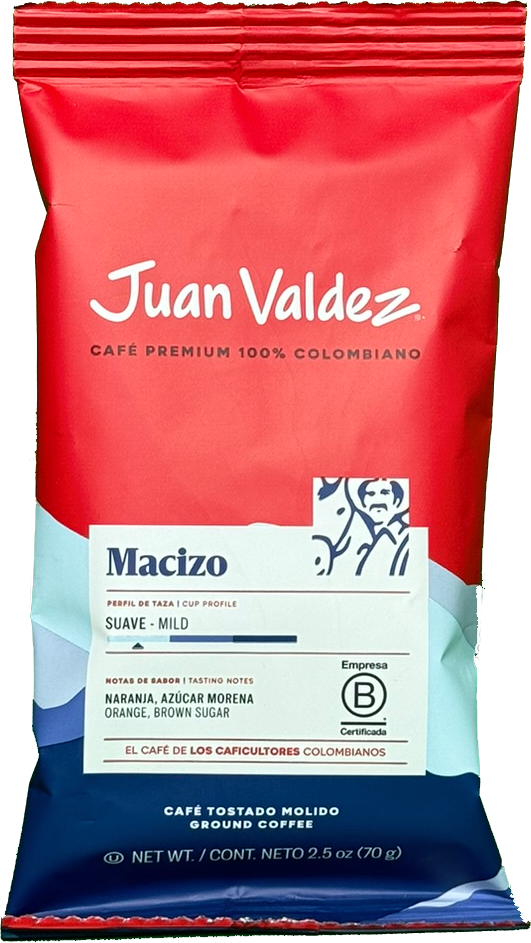 Juan Valdez
CAFÉ PREMIUM 100% COLOMBIANO
Macizo
PERFIL DE TAZA | CUP PROFILE
SUAVE - MILD
NOTAS DE SABOR | TASTING NOTES
NARANJA, AZÚCAR MORENA
ORANGE, BROWN SUGAR
Empresa
B
Certificada
EL CAFÉ DE LOS CAFICULTORES COLOMBIANOS
CAFÉ TOSTADO MOLIDO
GROUND COFFEE
U NET WT. / CONT. NETO 2.5 oz (70 g)